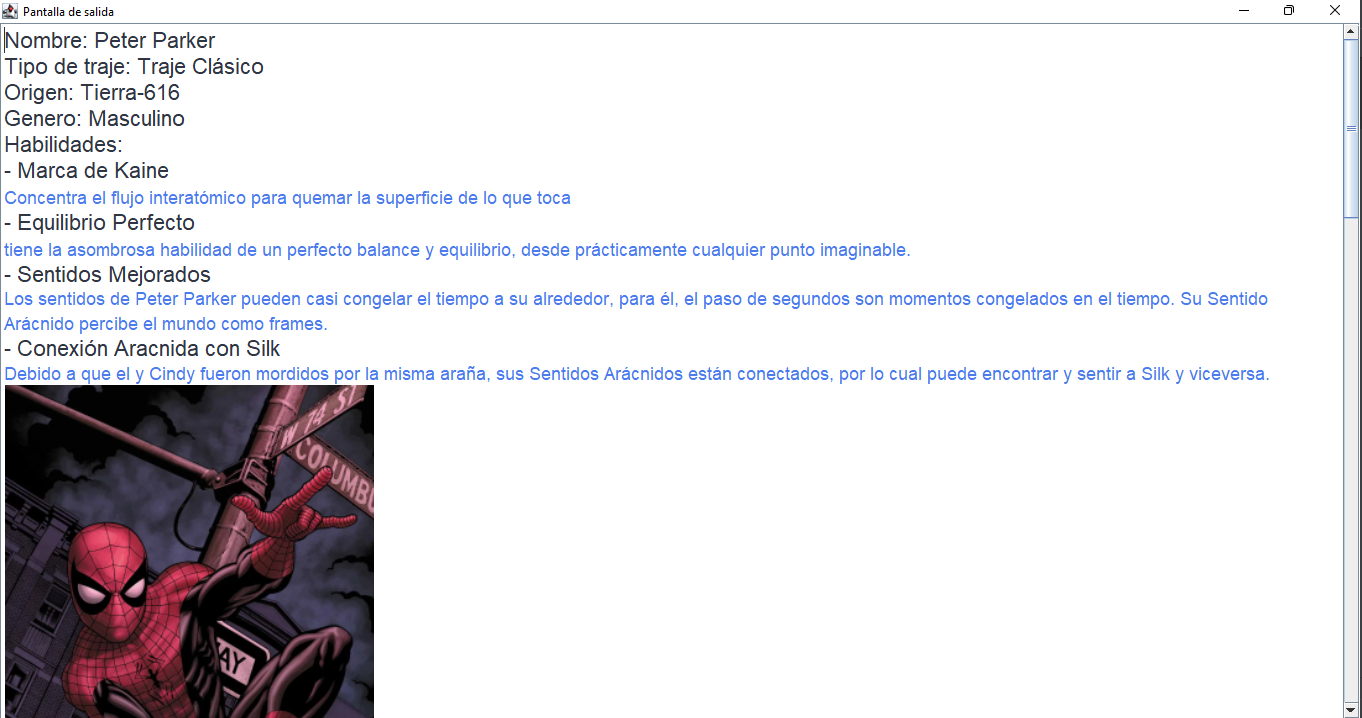 Pantalla de salida
Nombre: Peter Parker
Tipo de traje: Traje Clásico
Origen: Tierra-616
Genero: Masculino
Habilidades:
- Marca de Kaine
Concentra el flujo interatómico para quemar la superficie de lo que toca
- Equilibrio Perfecto
tiene la asombrosa habilidad de un perfecto balance y equilibrio, desde prácticamente cualquier punto imaginable.
- Sentidos Mejorados
Los sentidos de Peter Parker pueden casi congelar el tiempo a su alrededor, para él, el paso de segundos son momentos congelados en el tiempo. Su Sentido
Arácnido percibe el mundo como frames.
- Conexión Aracnida con Silk
Debido a que el y Cindy fueron mordidos por la misma araña, sus Sentidos Arácnidos están conectados, por lo cual puede encontrar y sentir a Silk y viceversa.
W 74 ST
COLUMB
AY